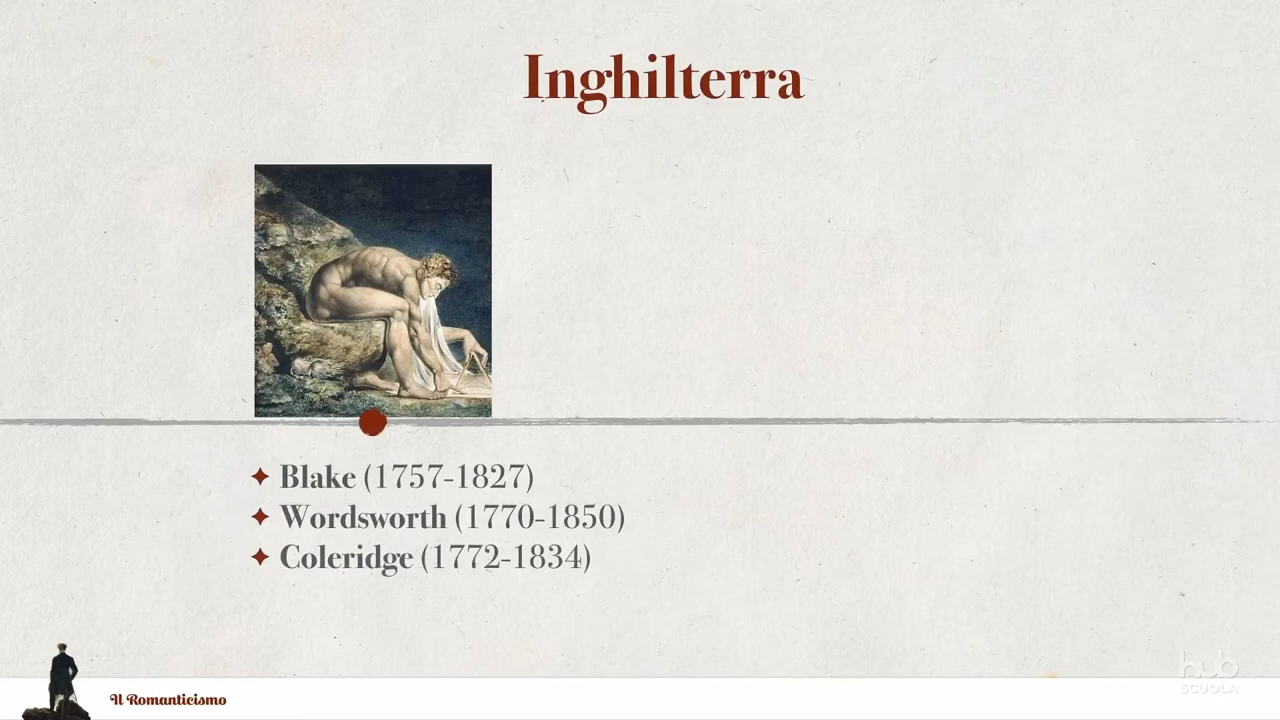 Inghilterra
✦ Blake (1757-1827)
✦ Wordsworth (1770-1850)
✦ Coleridge (1772-1834)
Il Romanticismo
hub
SCUOLA